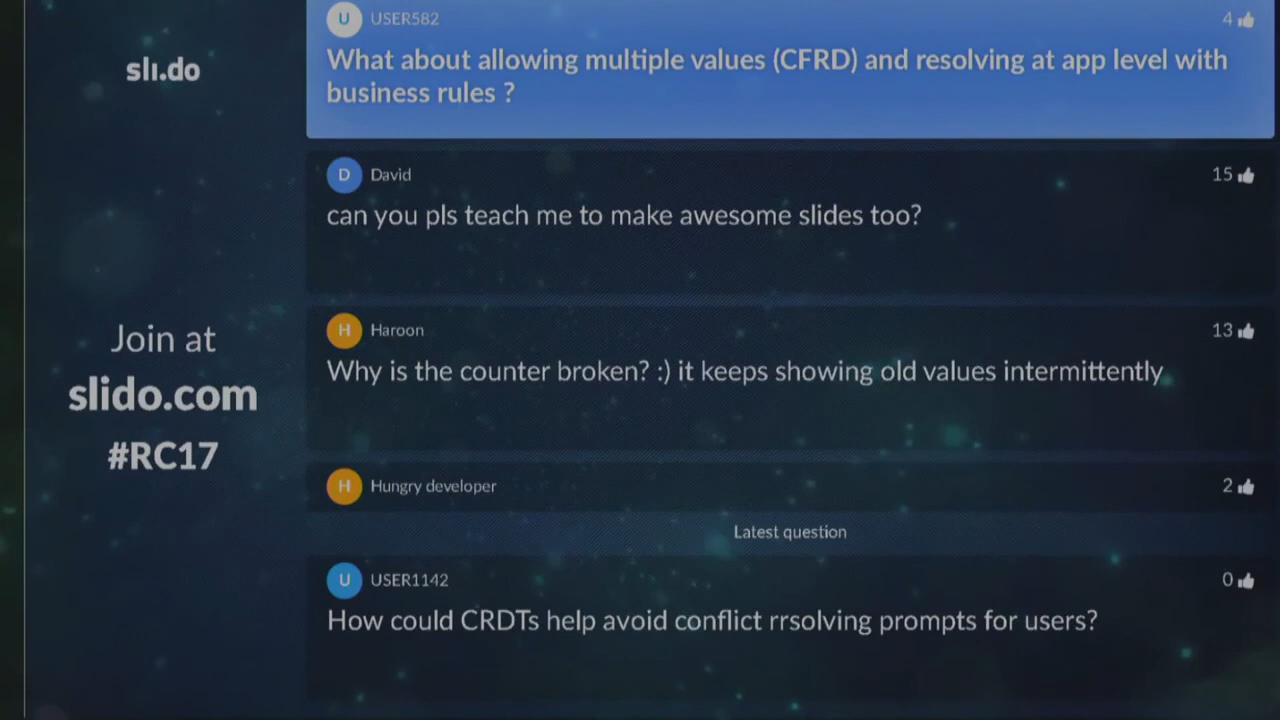 sli.do
Join at
slido.com
#RC17
U USER582 4
What about allowing multiple values (CFRD) and resolving at app level with
business rules ?
D David 15
can you pls teach me to make awesome slides too?
H Haroon 13
Why is the counter broken? :) it keeps showing old values intermittently
H Hungry developer 2
Latest question
U USER1142 0
How could CRDTs help avoid conflict rrsolving prompts for users?